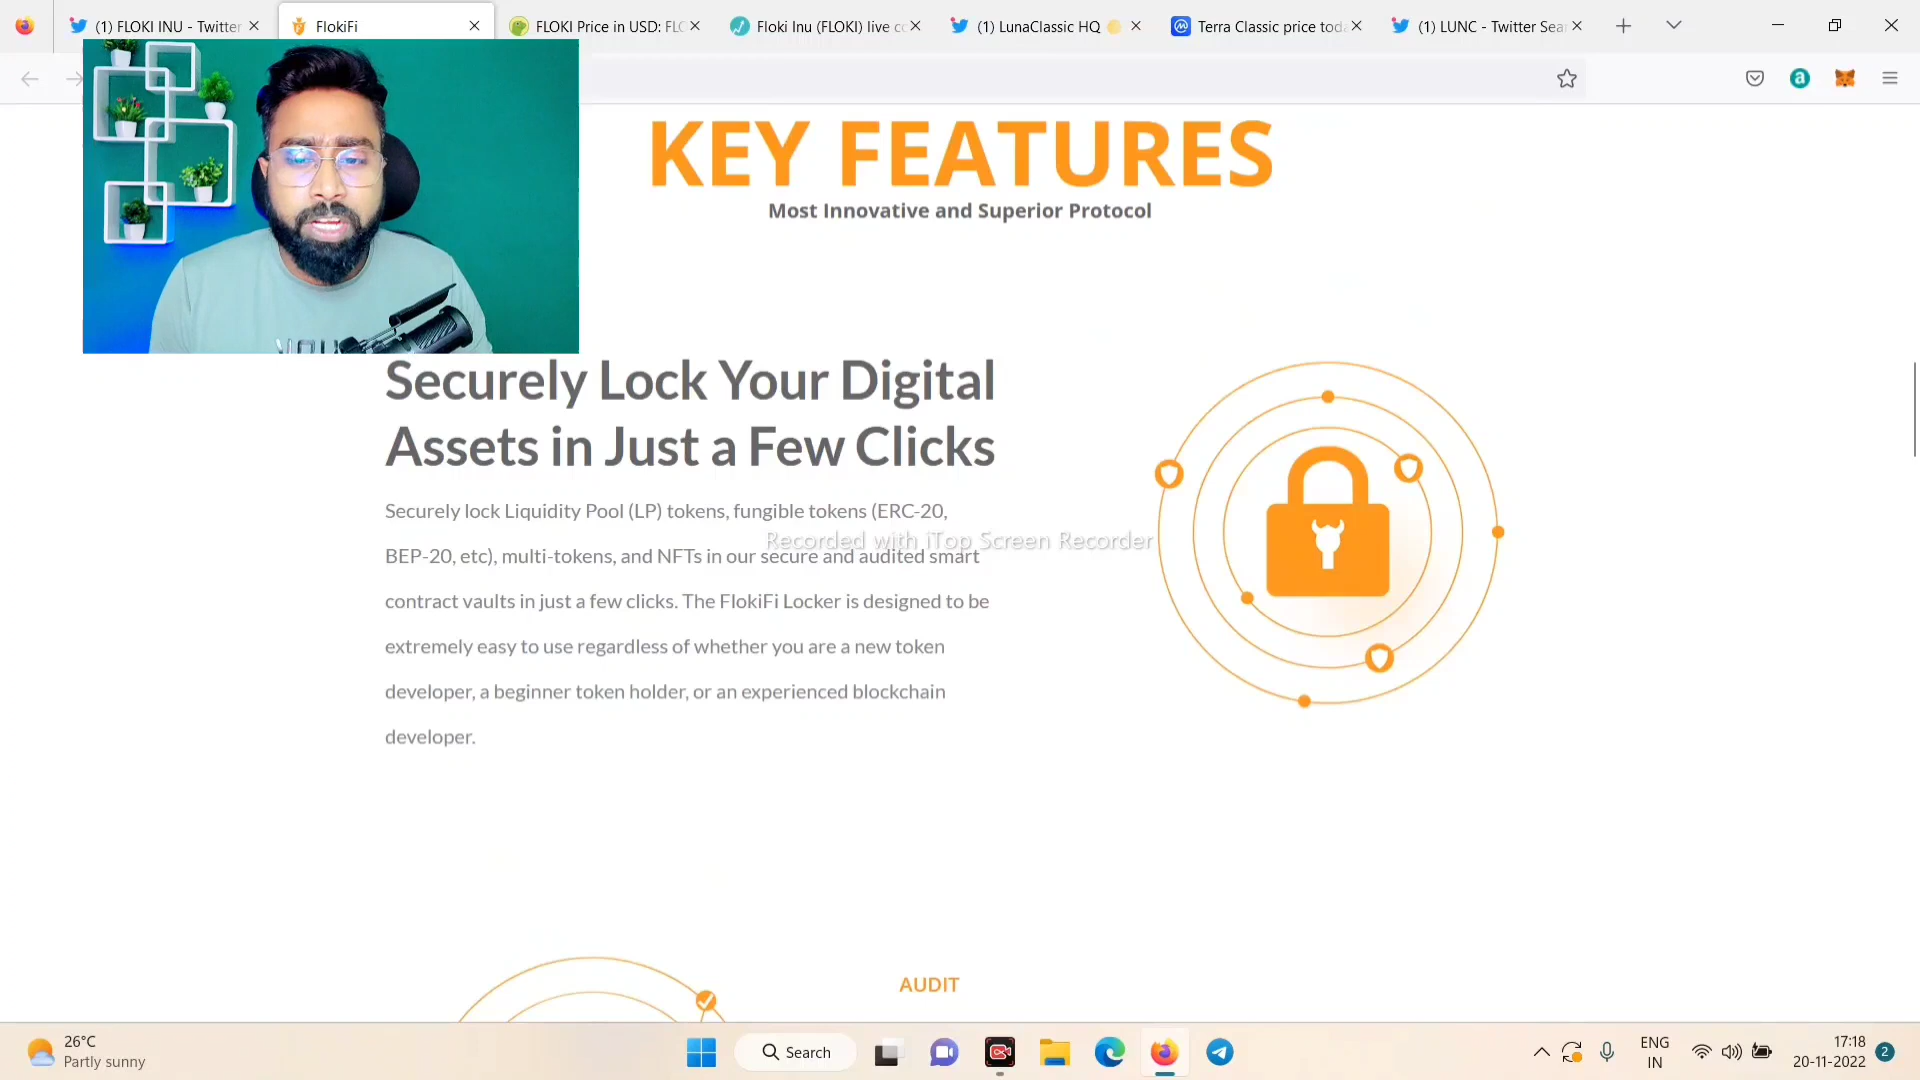 (1) FLOKI INU - Twitter
FlokiFi
FLOKI Price in USD: FLO
Floki Inu (FLOKI) live co
(1) LunaClassic HQ
Terra Classic price toda
(1) LUNC - Twitter Sea
KEY FEATURES
Most Innovative and Superior Protocol
Securely Lock Your Digital
Assets in Just a Few Clicks
Securely lock Liquidity Pool (LP) tokens, fungible tokens (ERC-20,
Recorded with iTop Screen Recorder
BEP-20, etc), multi-tokens, and NFTs in our secure and audited smart
contract vaults in just a few clicks. The FlokiFi Locker is designed to be
extremely easy to use regardless of whether you are a new token
developer, a beginner token holder, or an experienced blockchain
developer.
AUDIT
26°C
Partly sunny
Search
ENG
IN
17:18
20-11-2022
2